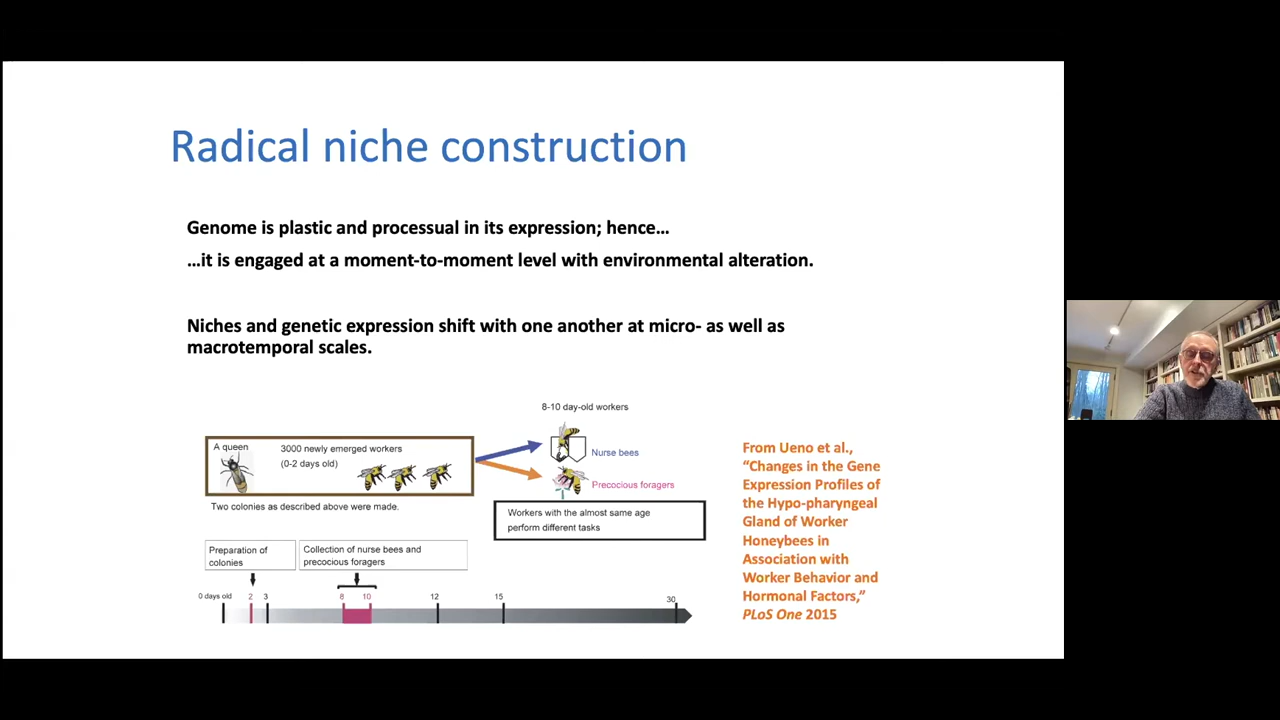 Radical niche construction
Genome is plastic and processual in its expression; hence…
…it is engaged at a moment-to-moment level with environmental alteration.
Niches and genetic expression shift with one another at micro- as well as
macrotemporal scales.
8-10 day-old workers
A queen
3000 newly emerged workers
(0-2 days old)
Nurse bees
Precocious foragers
Two colonies as described above were made.
Workers with the almost same age
perform different tasks
Preparation of
colonies
Collection of nurse bees and
precocious foragers
0 days old
2
3
8
10
12
15
30
From Ueno et al.,
“Changes in the Gene
Expression Profiles of
the Hypo-pharyngeal
Gland of Worker
Honeybees in
Association with
Worker Behavior and
Hormonal Factors,”
PLoS One 2015